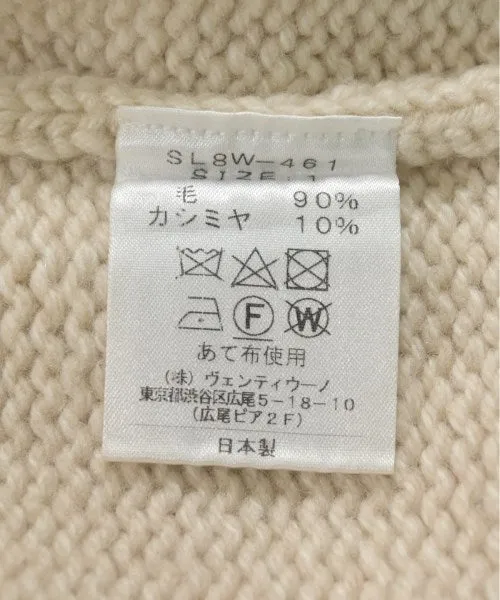 SL8W-461
SIZE:1
毛 90%
カシミヤ 10%
F W
あて布使用
(株) ヴェンティウーノ
東京都渋谷区広尾5-18-10
(広尾ピア2F)
日本製